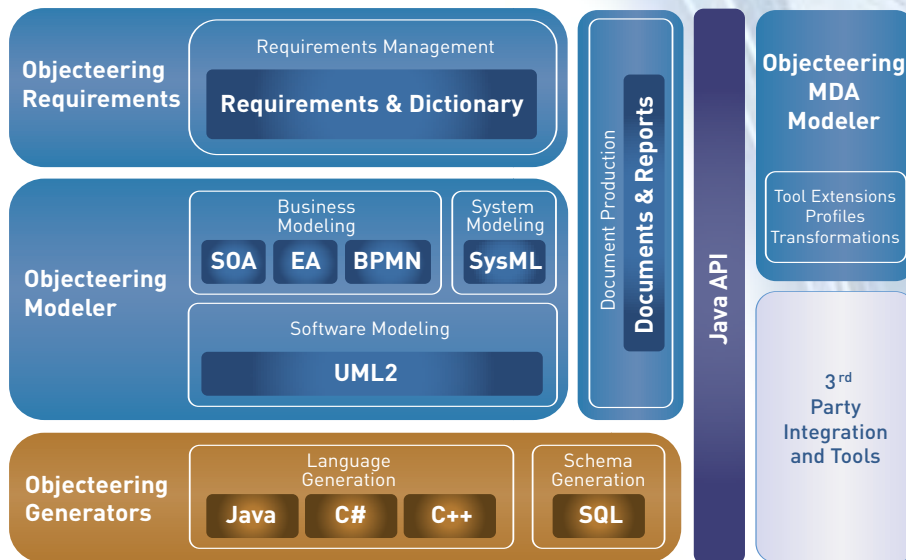 Objecteering
Requirements
Requirements Management
Requirements & Dictionary
Objecteering
Modeler
Business
Modeling
SOA
EA
BPMN
System
Modeling
SysML
Software Modeling
UML2
Objecteering
Generators
Language
Generation
Java
C#
C++
Schema
Generation
SQL
Document Production
Documents & Reports
Java API
Objecteering
MDA
Modeler
Tool Extensions
Profiles
Transformations
3rd
Party
Integration
and Tools